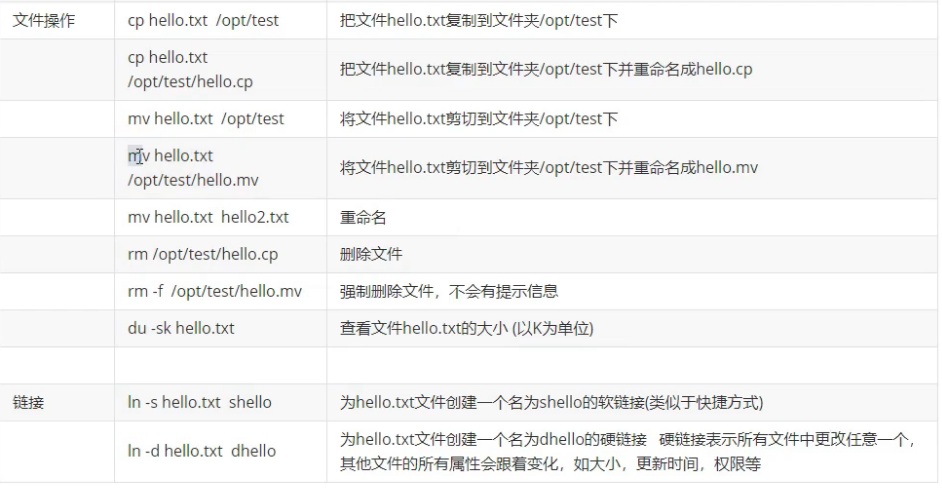 文件操作 cp hello.txt /opt/test 把文件hello.txt复制到文件夹/opt/test下
cp hello.txt
/opt/test/hello.cp 把文件hello.txt复制到文件夹/opt/test下并重命名成hello.cp
mv hello.txt /opt/test 将文件hello.txt剪切到文件夹/opt/test下
mv hello.txt
/opt/test/hello.mv 将文件hello.txt剪切到文件夹/opt/test下并重命名成hello.mv
mv hello.txt hello2.txt 重命名
rm /opt/test/hello.cp 删除文件
rm -f /opt/test/hello.mv 强制删除文件，不会有提示信息
du -sk hello.txt 查看文件hello.txt的大小 (以K为单位)
链接 ln -s hello.txt shello 为hello.txt文件创建一个名为shello的软链接(类似于快捷方式)
ln -d hello.txt dhello 为hello.txt文件创建一个名为dhello的硬链接 硬链接表示所有文件中更改任意一个，
其他文件的所有属性会跟着变化，如大小，更新时间，权限等